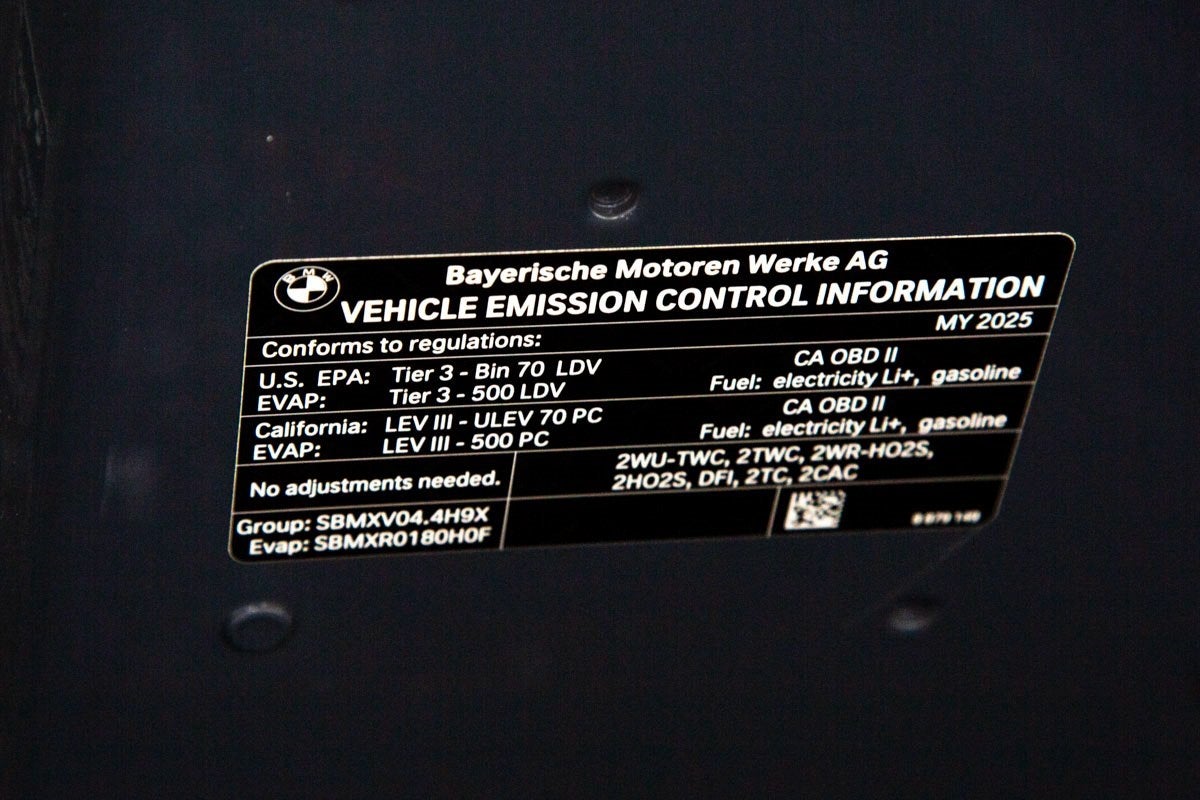 BMW
Bayerische Motoren Werke AG
VEHICLE EMISSION CONTROL INFORMATION
MY 2025
Conforms to regulations:
U.S. EPA: Tier 3 - Bin 70 LDV CA OBD II
EVAP: Tier 3 - 500 LDV Fuel: electricity Li+, gasoline
California: LEV III - ULEV 70 PC CA OBD II
EVAP: LEV III - 500 PC Fuel: electricity Li+, gasoline
No adjustments needed.
2WU-TWC, 2TWC, 2WR-HO2S,
2HO2S, DFI, 2TC, 2CAC
Group: SBMXV04.4H9X
Evap: SBMXR0180H0F